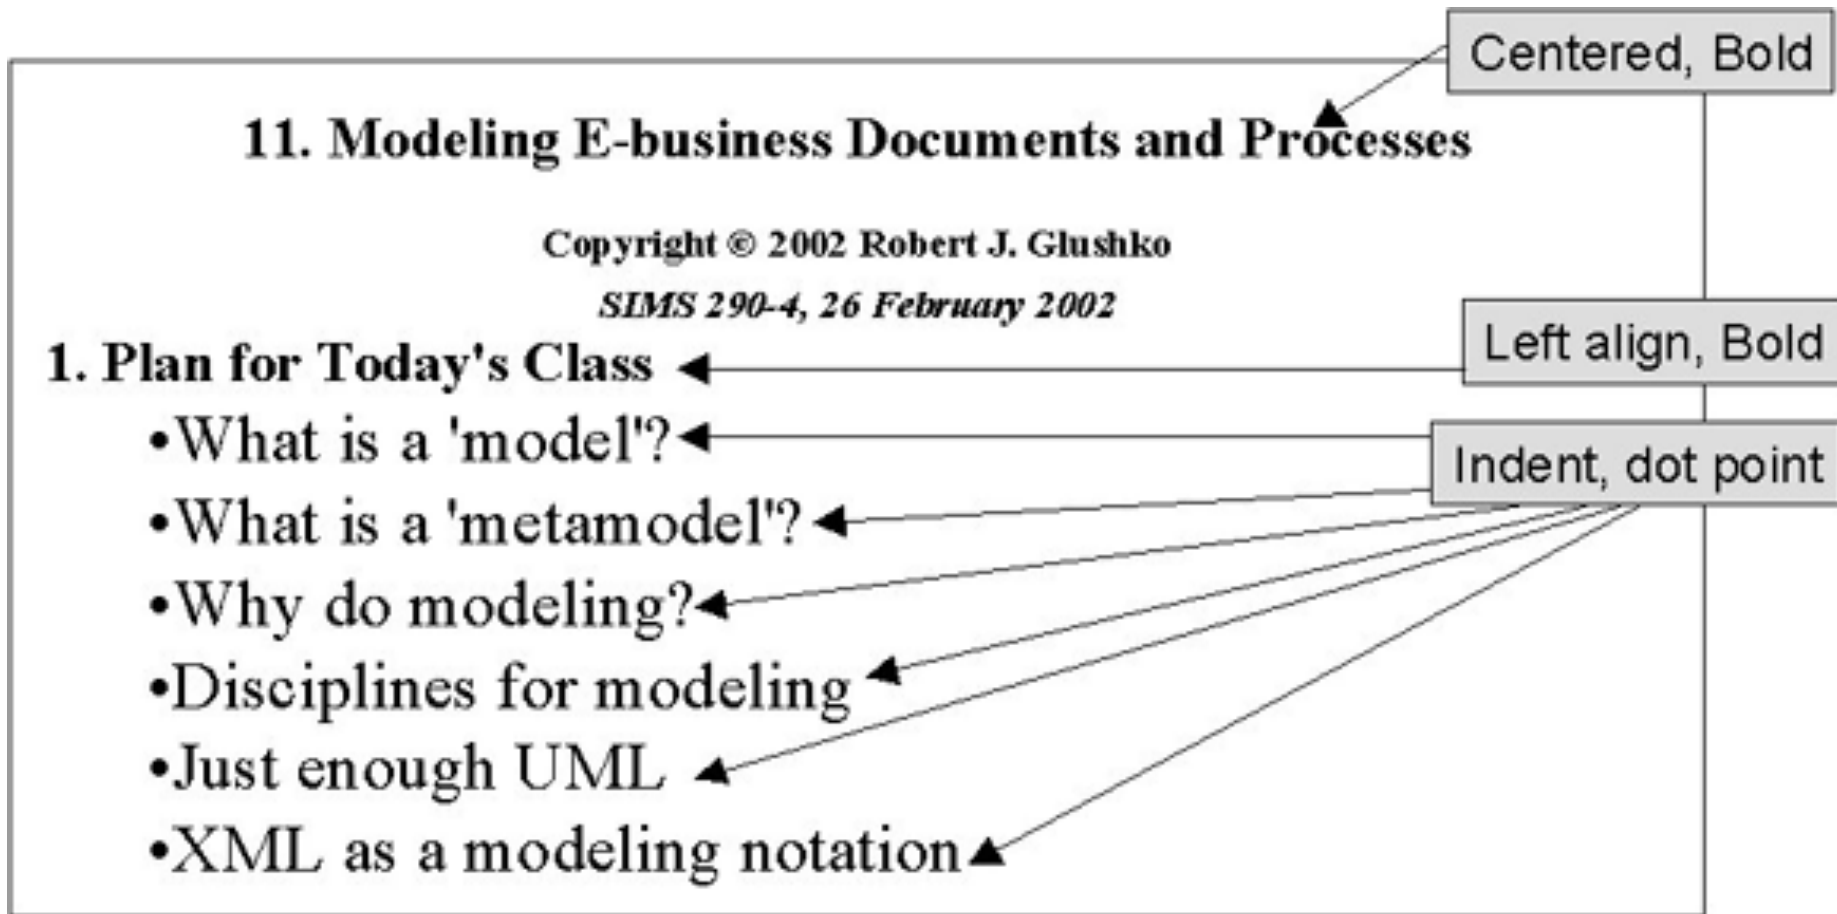 Centered, Bold
11. Modeling E-business Documents and Processes
Copyright © 2002 Robert J. Glushko
SIMS 290-4, 26 February 2002
Left align, Bold
1. Plan for Today's Class
•What is a 'model'?
Indent, dot point
•What is a 'metamodel'?
•Why do modeling?
•Disciplines for modeling
•Just enough UML
•XML as a modeling notation